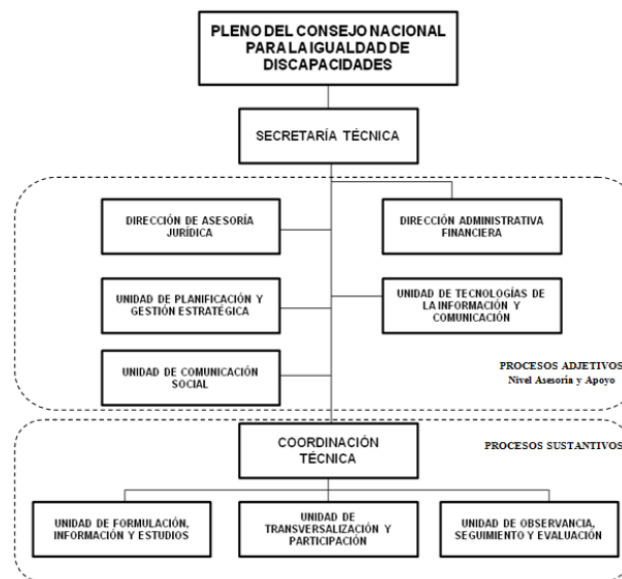 PLENO DEL CONSEJO NACIONAL
PARA LA IGUALDAD DE
DISCAPACIDADES
SECRETARÍA TÉCNICA
DIRECCIÓN DE ASESORÍA
JURÍDICA
DIRECCIÓN ADMINISTRATIVA
FINANCIERA
UNIDAD DE PLANIFICACIÓN Y
GESTIÓN ESTRATÉGICA
UNIDAD DE TECNOLOGÍAS DE
LA INFORMACIÓN Y
COMUNICACIÓN
UNIDAD DE COMUNICACIÓN
SOCIAL
PROCESOS ADJETIVOS
Nivel Asesoría y Apoyo
COORDINACIÓN
TÉCNICA
PROCESOS SUSTANTIVOS
UNIDAD DE FORMULACIÓN,
INFORMACIÓN Y ESTUDIOS
UNIDAD DE
TRANSVERSALIZACIÓN Y
PARTICIPACIÓN
UNIDAD DE OBSERVANCIA,
SEGUIMIENTO Y EVALUACIÓN